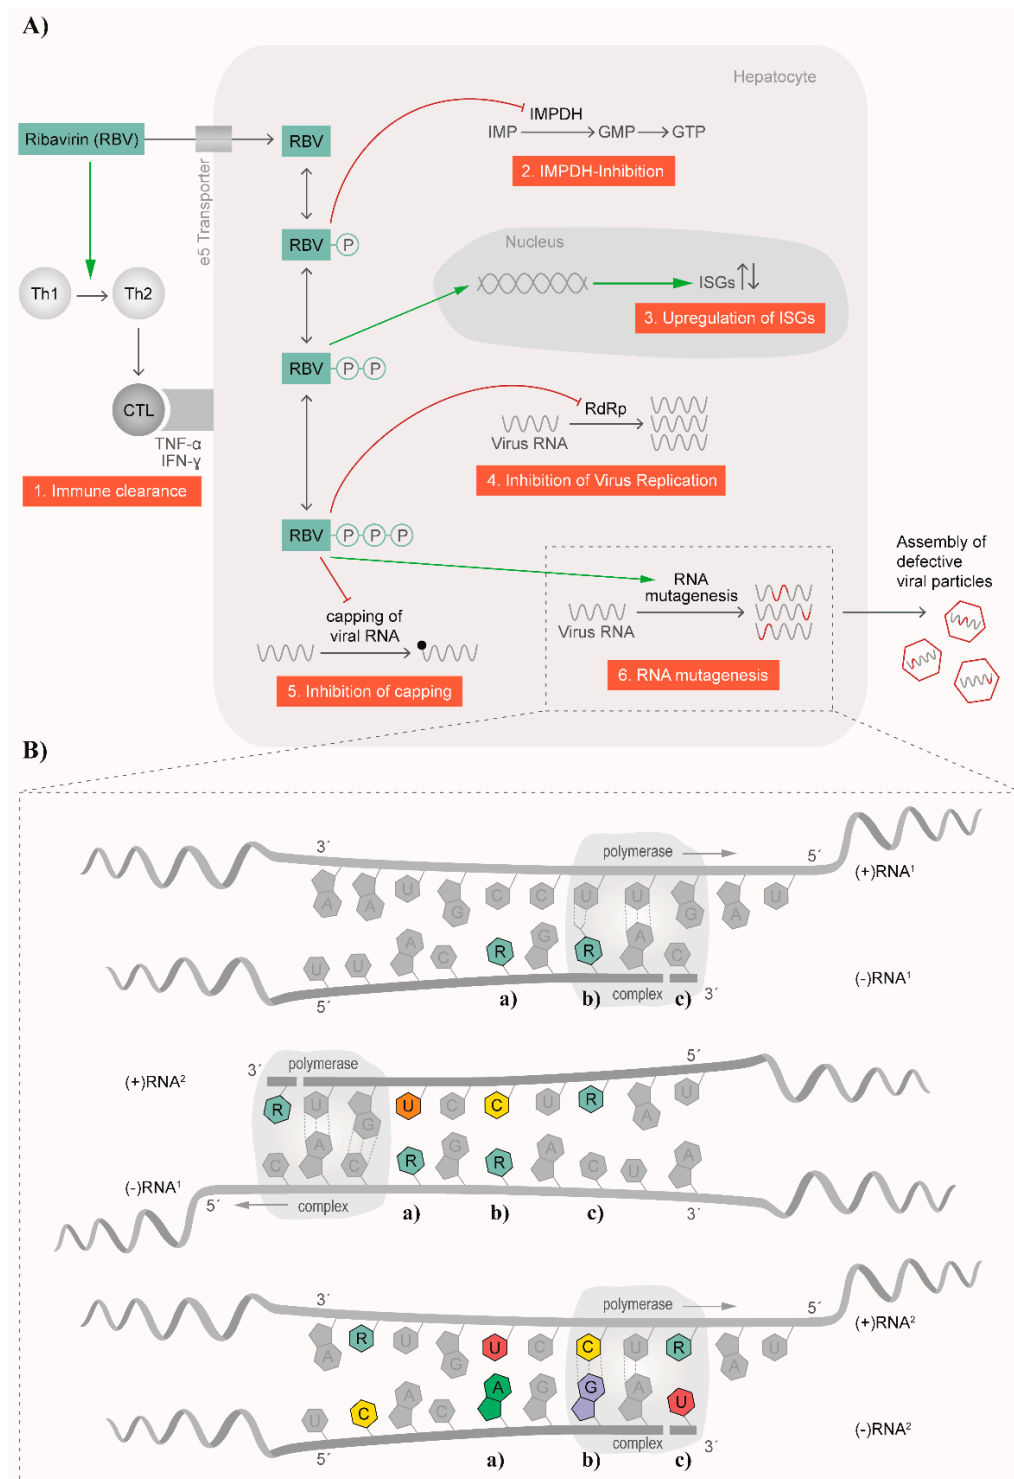 A)
Hepatocyte
Ribavirin (RBV)
e5 Transporter
RBV
IMPDH
IMP
GMP
GTP
2. IMPDH-Inhibition
RBV
P
Nucleus
Th1
Th2
ISGs
3. Upregulation of ISGs
RBV
P
P
CTL
TNF-α
IFN-ɣ
1. Immune clearance
RdRp
Virus RNA
4. Inhibition of Virus Replication
RBV
P
P
P
Assembly of
defective
viral particles
RNA
mutagenesis
Virus RNA
capping of
viral RNA
5. Inhibition of capping
6. RNA mutagenesis
B)
3´
polymerase
5´
(+)RNA¹
A A U G C C U U G A U
U U A C R G R A C
(-)RNA¹
5´
complex
3´
a) b) c)
5´
(+)RNA²
3´
polymerase
R U G U C C U R A U
C A C R G R A C U A
(-)RNA¹
5´
complex
3´
a) b) c)
3´
polymerase
5´
(+)RNA²
A R U G U C C U R A U
U C A C A G G A U
(-)RNA²
5´
complex
3´
a) b) c)